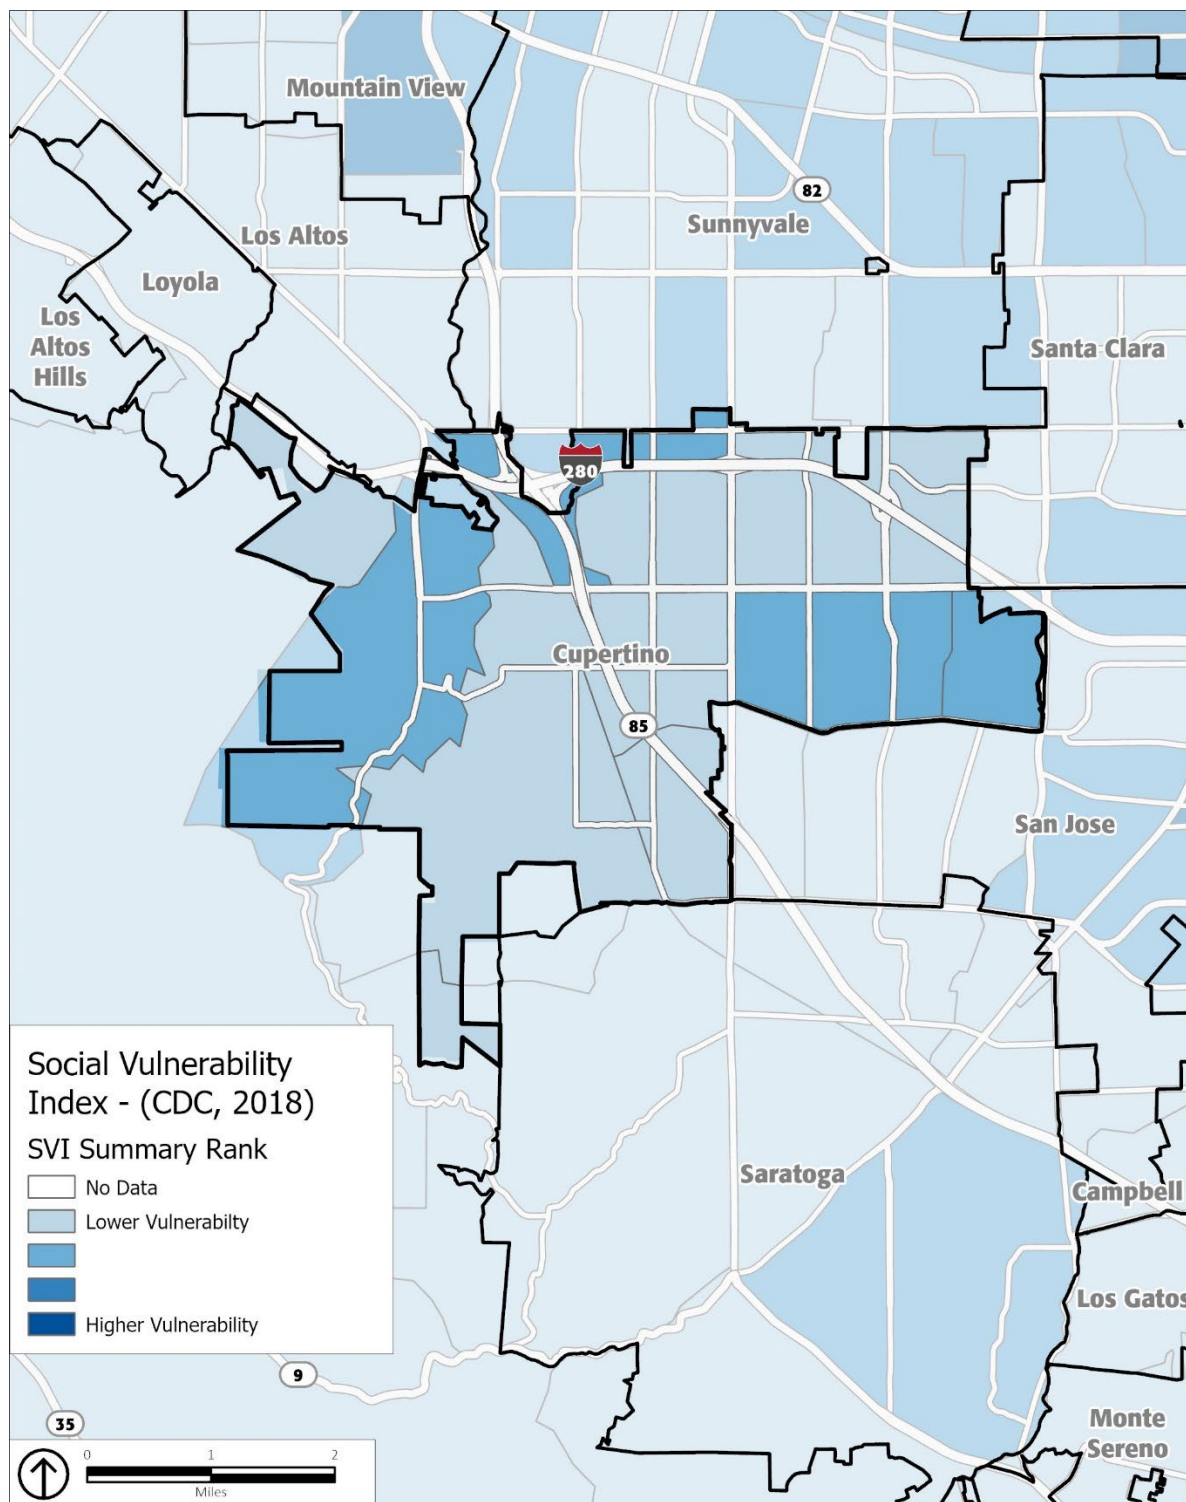 Mountain View
82
Sunnyvale
Los Altos
Loyola
Los
Altos
Hills
Santa Clara
280
Cupertino
85
San Jose
Social Vulnerability
Index - (CDC, 2018)
SVI Summary Rank
No Data
Lower Vulnerabilty
Higher Vulnerability
Saratoga
Campbell
Los Gatos
9
35
Monte
Sereno
0 1 2
Miles